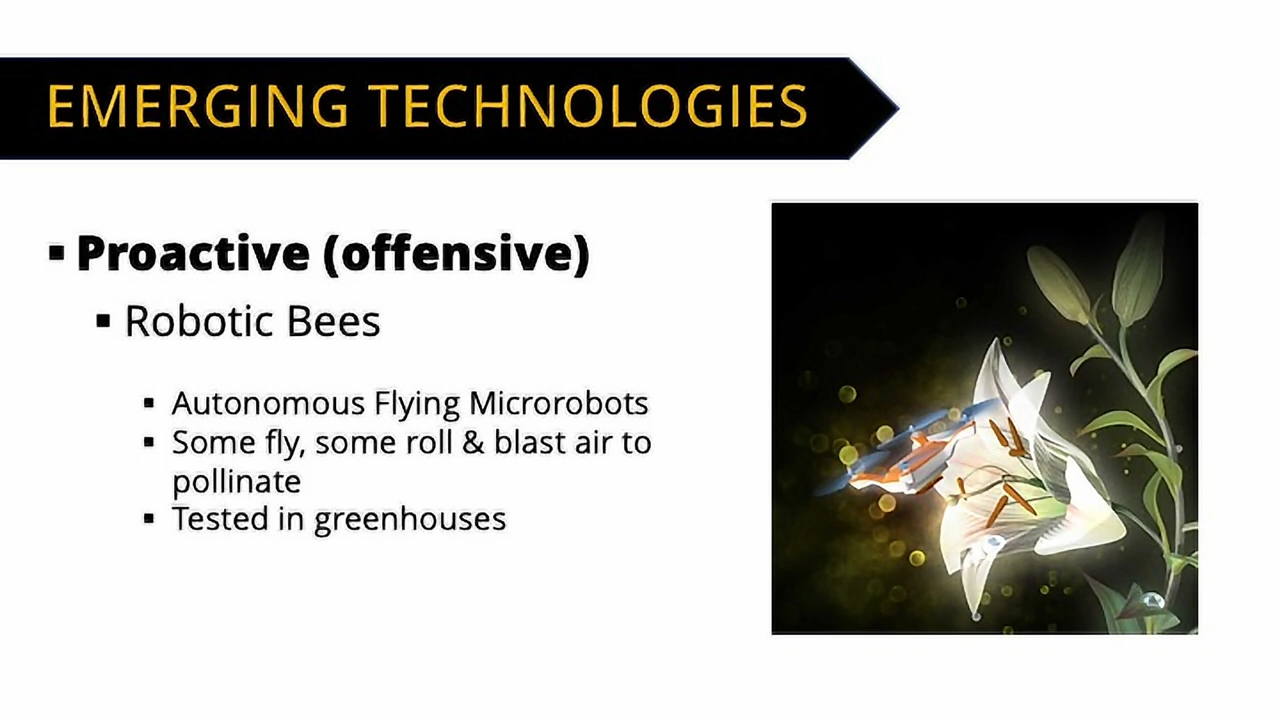 EMERGING TECHNOLOGIES
▪ Proactive (offensive)
▪ Robotic Bees
▪ Autonomous Flying Microrobots
▪ Some fly, some roll & blast air to
pollinate
▪ Tested in greenhouses